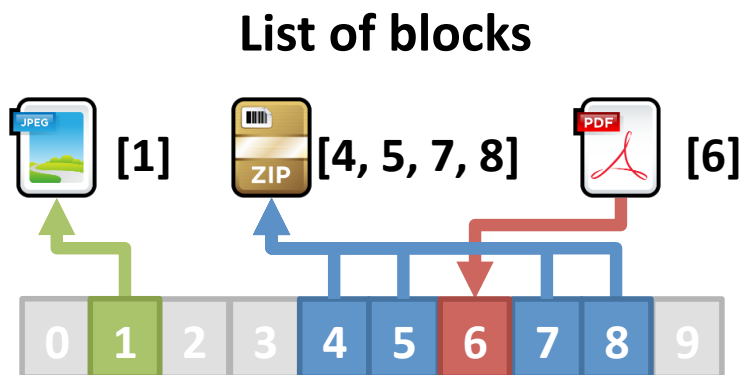 List of blocks
JPEG
[1]
ZIP
[4, 5, 7, 8]
PDF
[6]
0 1 2 3 4 5 6 7 8 9